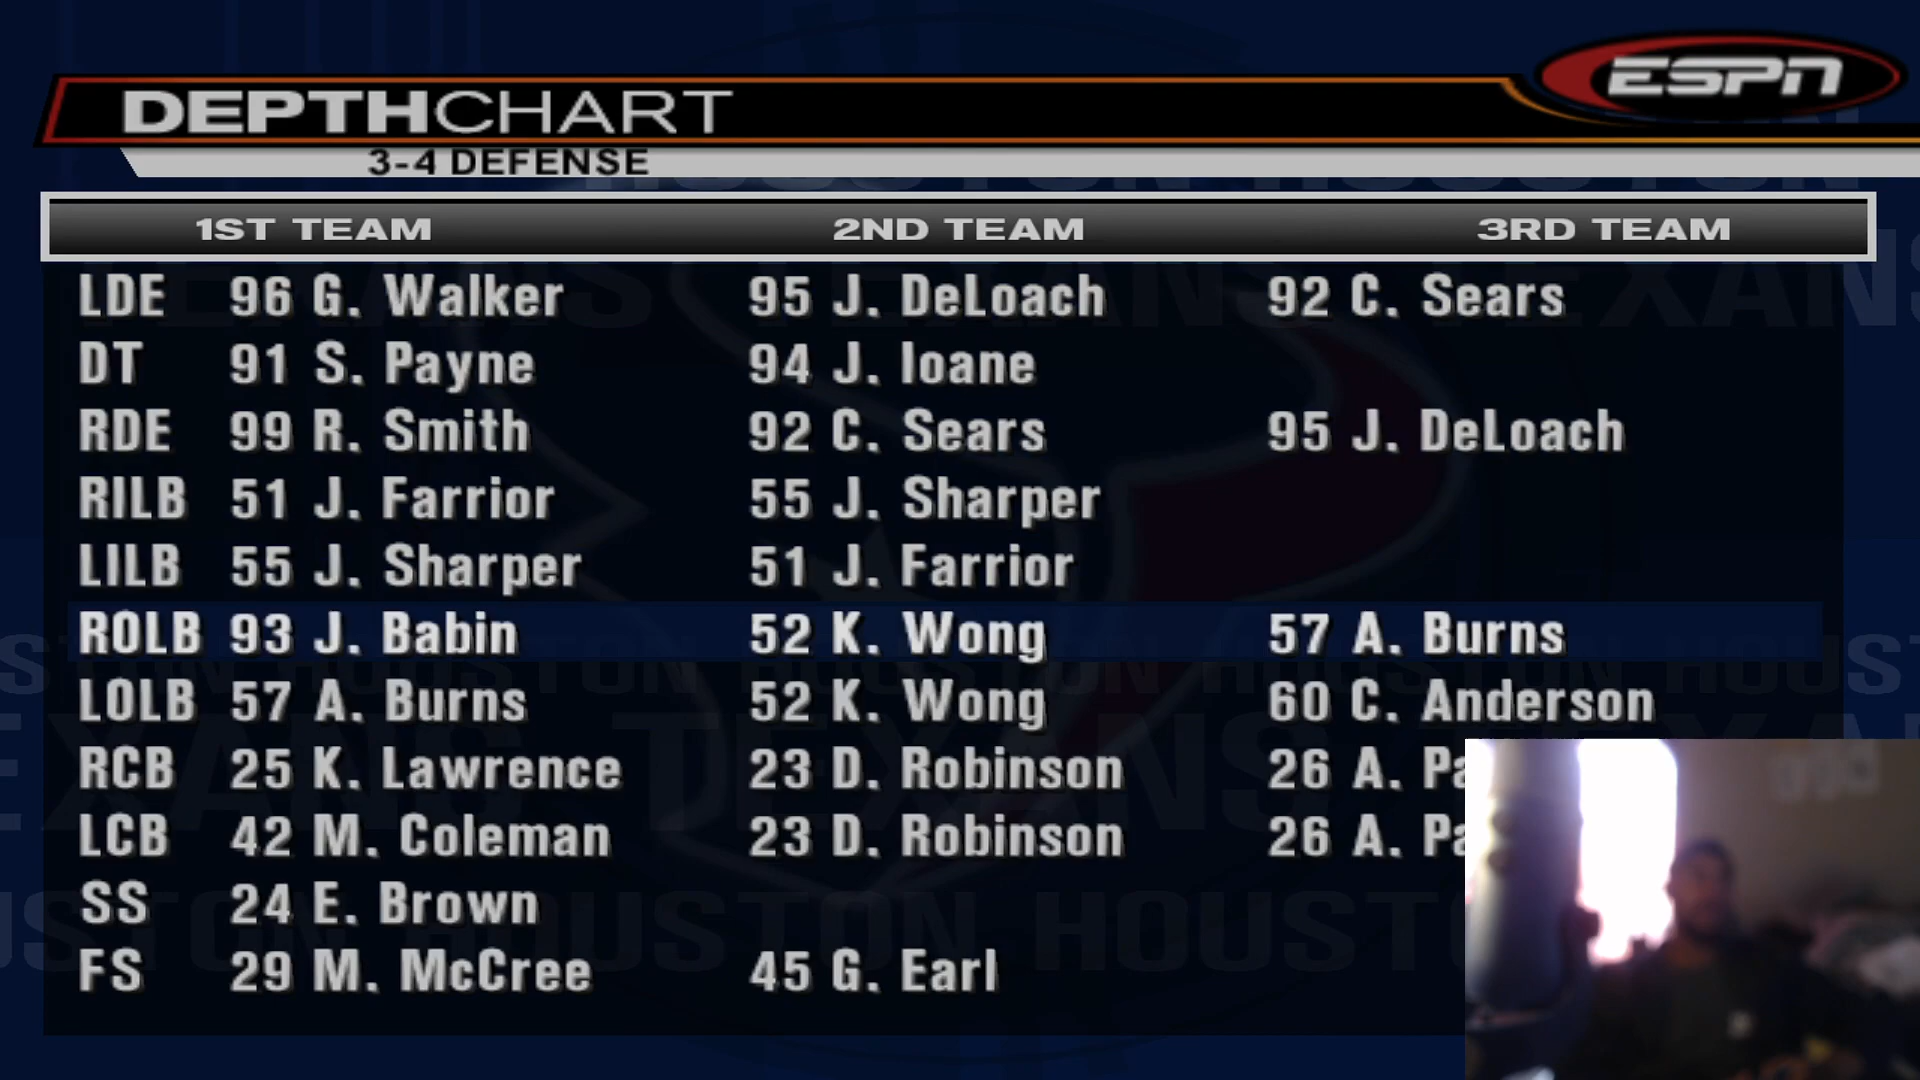 ESPN
DEPTHCHART
3-4 DEFENSE
1ST TEAM 2ND TEAM 3RD TEAM
LDE 96 G. Walker 95 J. DeLoach 92 C. Sears
DT 91 S. Payne 94 J. Ioane
RDE 99 R. Smith 92 C. Sears 95 J. DeLoach
RILB 51 J. Farrior 55 J. Sharper
LILB 55 J. Sharper 51 J. Farrior
ROLB 93 J. Babin 52 K. Wong 57 A. Burns
LOLB 57 A. Burns 52 K. Wong 60 C. Anderson
RCB 25 K. Lawrence 23 D. Robinson 26 A.
LCB 42 M. Coleman 23 D. Robinson 26 A.
SS 24 E. Brown
FS 29 M. McCree 45 G. Earl